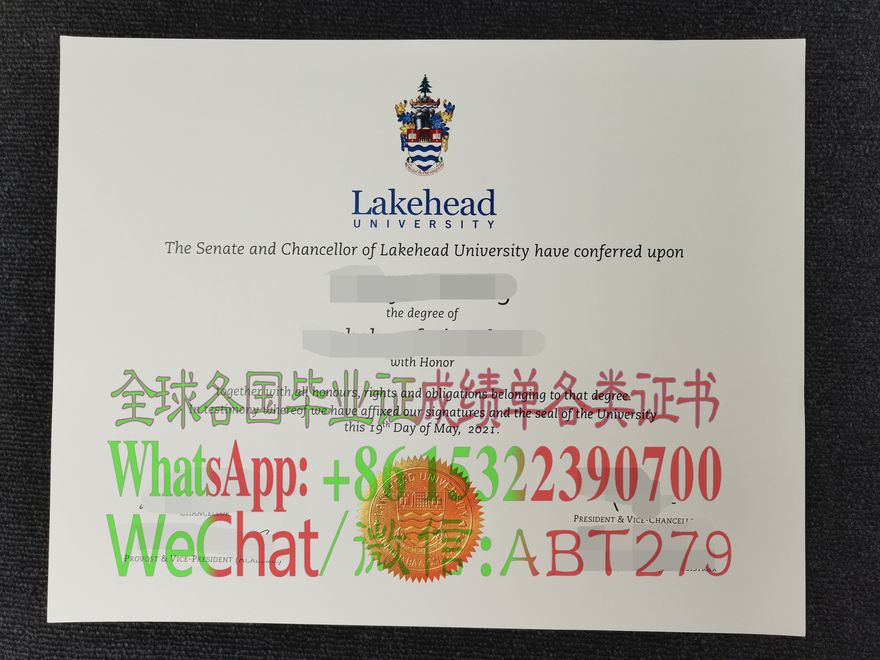 Lakehead
UNIVERSITY
The Senate and Chancellor of Lakehead University have conferred upon
the degree of
with Honor
together with all honours, rights and obligations belonging to that degree.
In testimony whereof we have affixed our signatures and the seal of the University
this 19th Day of May, 2021.
全球各国毕业证成绩单各类证书
WhatsApp: +8615322390700
CHANCELLOR
PRESIDENT & VICE-CHANCELLOR
WeChat/微信:ABT279
PROVOST & VICE-PRESIDENT (ACADEMIC)
LAKEHEAD UNIVERSITY